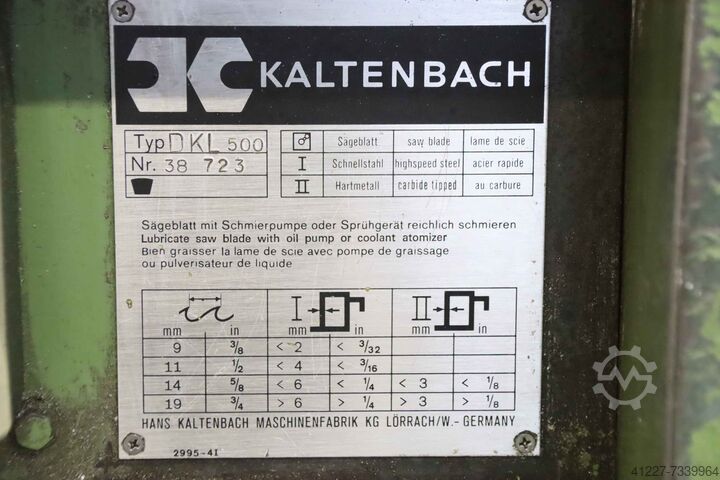 KALTENBACH
Typ DKL 500
Nr. 38 723
Sägeblatt saw blade lame de scie
I Schnellstahl highspeed steel acier rapide
II Hartmetall carbide tipped au carbure
Sägeblatt mit Schmierpumpe oder Sprühgerät reichlich schmieren
Lubricate saw blade with oil pump or coolant atomizer
Bien graisser la lame de scie avec pompe de graissage
ou pulverisateur de liquide
I II
mm in mm in mm in
9 3/8 < 2 < 3/32
11 1/2 < 4 < 3/16
14 5/8 < 6 < 1/4 < 3 < 1/8
19 3/4 > 6 > 1/4 > 3 > 1/8
HANS KALTENBACH MASCHINENFABRIK KG LÖRRACH/W.- GERMANY
2995-4I
41227-7339964